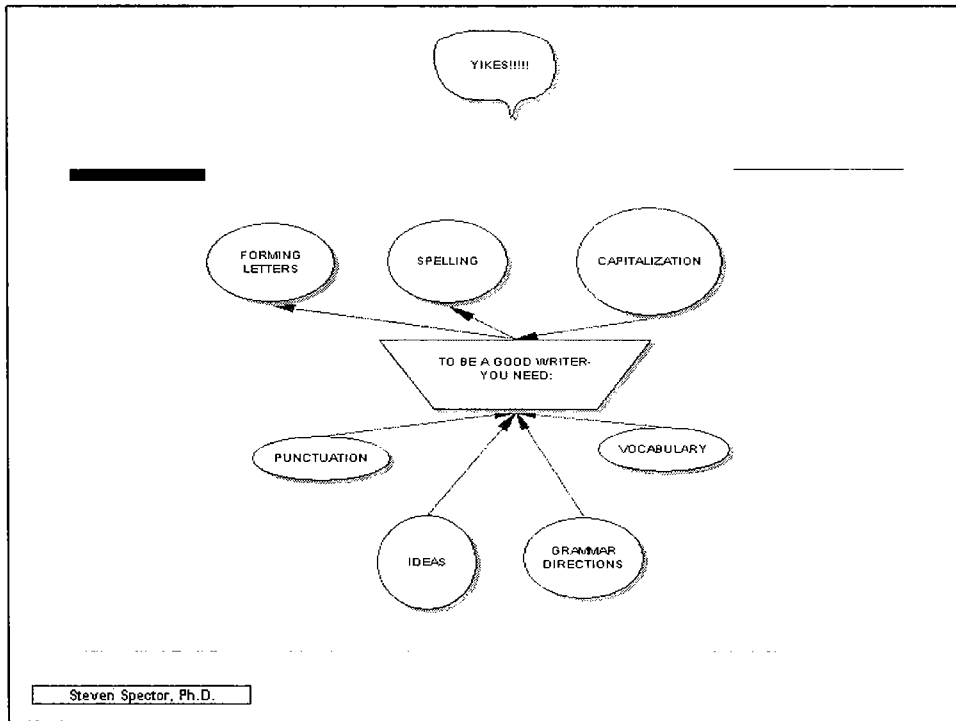 YIKES!!!!!
FORMING
LETTERS
SPELLING
CAPITALIZATION
TO BE A GOOD WRITER-
YOU NEED:
PUNCTUATION
VOCABULARY
IDEAS
GRAMMAR
DIRECTIONS
Steven Spector, Ph.D.